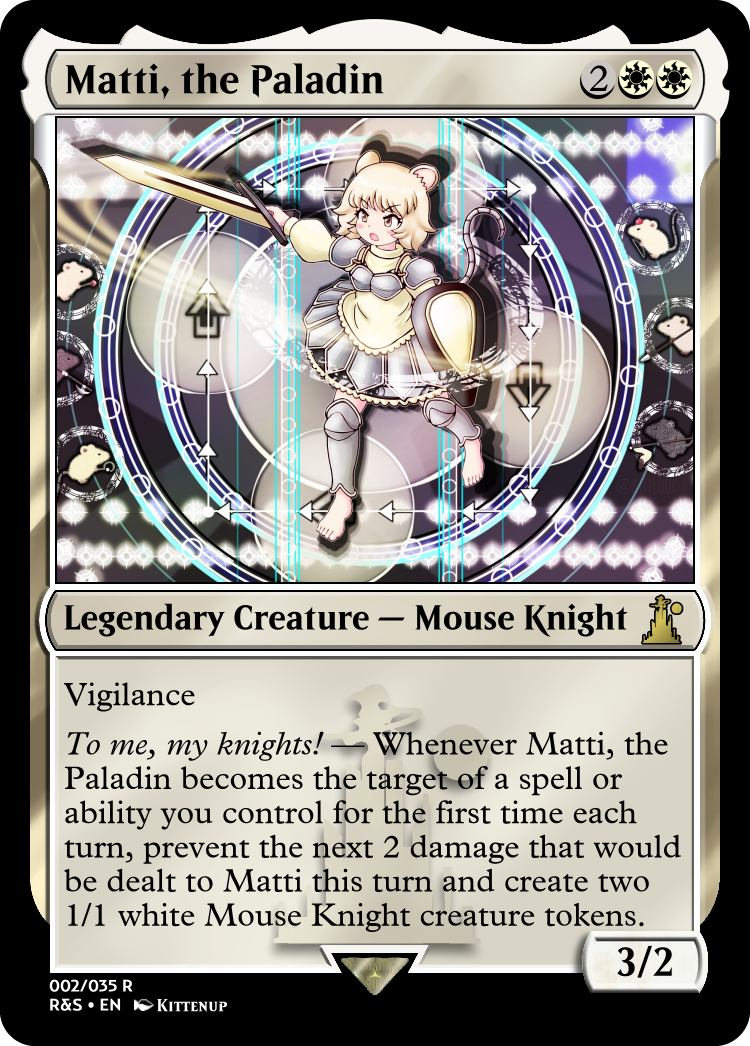 Matti, the Paladin 2
Legendary Creature — Mouse Knight
Vigilance
To me, my knights! — Whenever Matti, the
Paladin becomes the target of a spell or
ability you control for the first time each
turn, prevent the next 2 damage that would
be dealt to Matti this turn and create two
1/1 white Mouse Knight creature tokens.
3/2
002/035 R
R&S • EN KITTENUP